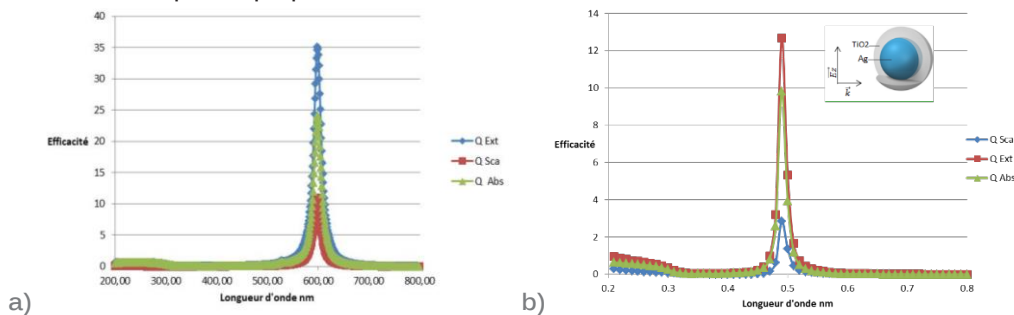 40
35
30
25
20
15
10
5
0
Efficacité
Q Ext
Q Sca
Q Abs
200,00 300,00 400,00 500,00 600,00 700,00 800,00
Longueur d'onde nm
a)
14
12
10
8
6
4
2
0
Efficacité
TiO2
Ag
Ez
k
Q Sca
Q Ext
Q Abs
0.2 0.3 0.4 0.5 0.6 0.7 0.8
Longueur d'onde nm
b)